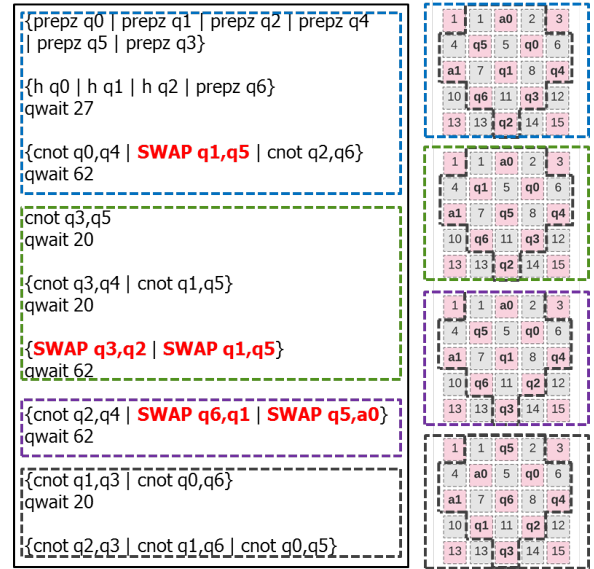 {prepz q0 | prepz q1 | prepz q2 | prepz q4
| prepz q5 | prepz q3}
{h q0 | h q1 | h q2 | prepz q6}
qwait 27
{cnot q0,q4 | SWAP q1,q5 | cnot q2,q6}
qwait 62
cnot q3,q5
qwait 20
{cnot q3,q4 | cnot q1,q5}
qwait 20
{SWAP q3,q2 | SWAP q1,q5}
qwait 62
{cnot q2,q4 | SWAP q6,q1 | SWAP q5,a0}
qwait 62
{cnot q1,q3 | cnot q0,q6}
qwait 20
{cnot q2,q3 | cnot q1,q6 | cnot q0,q5}
1 1 a0 2 3
4 q5 5 q0 6
a1 7 q1 8 q4
10 q6 11 q3 12
13 13 q2 14 15
1 1 a0 2 3
4 q1 5 q0 6
a1 7 q5 8 q4
10 q6 11 q3 12
13 13 q2 14 15
1 1 a0 2 3
4 q5 5 q0 6
a1 7 q1 8 q4
10 q6 11 q2 12
13 13 q3 14 15
1 1 q5 2 3
4 a0 5 q0 6
a1 7 q6 8 q4
10 q1 11 q2 12
13 13 q3 14 15